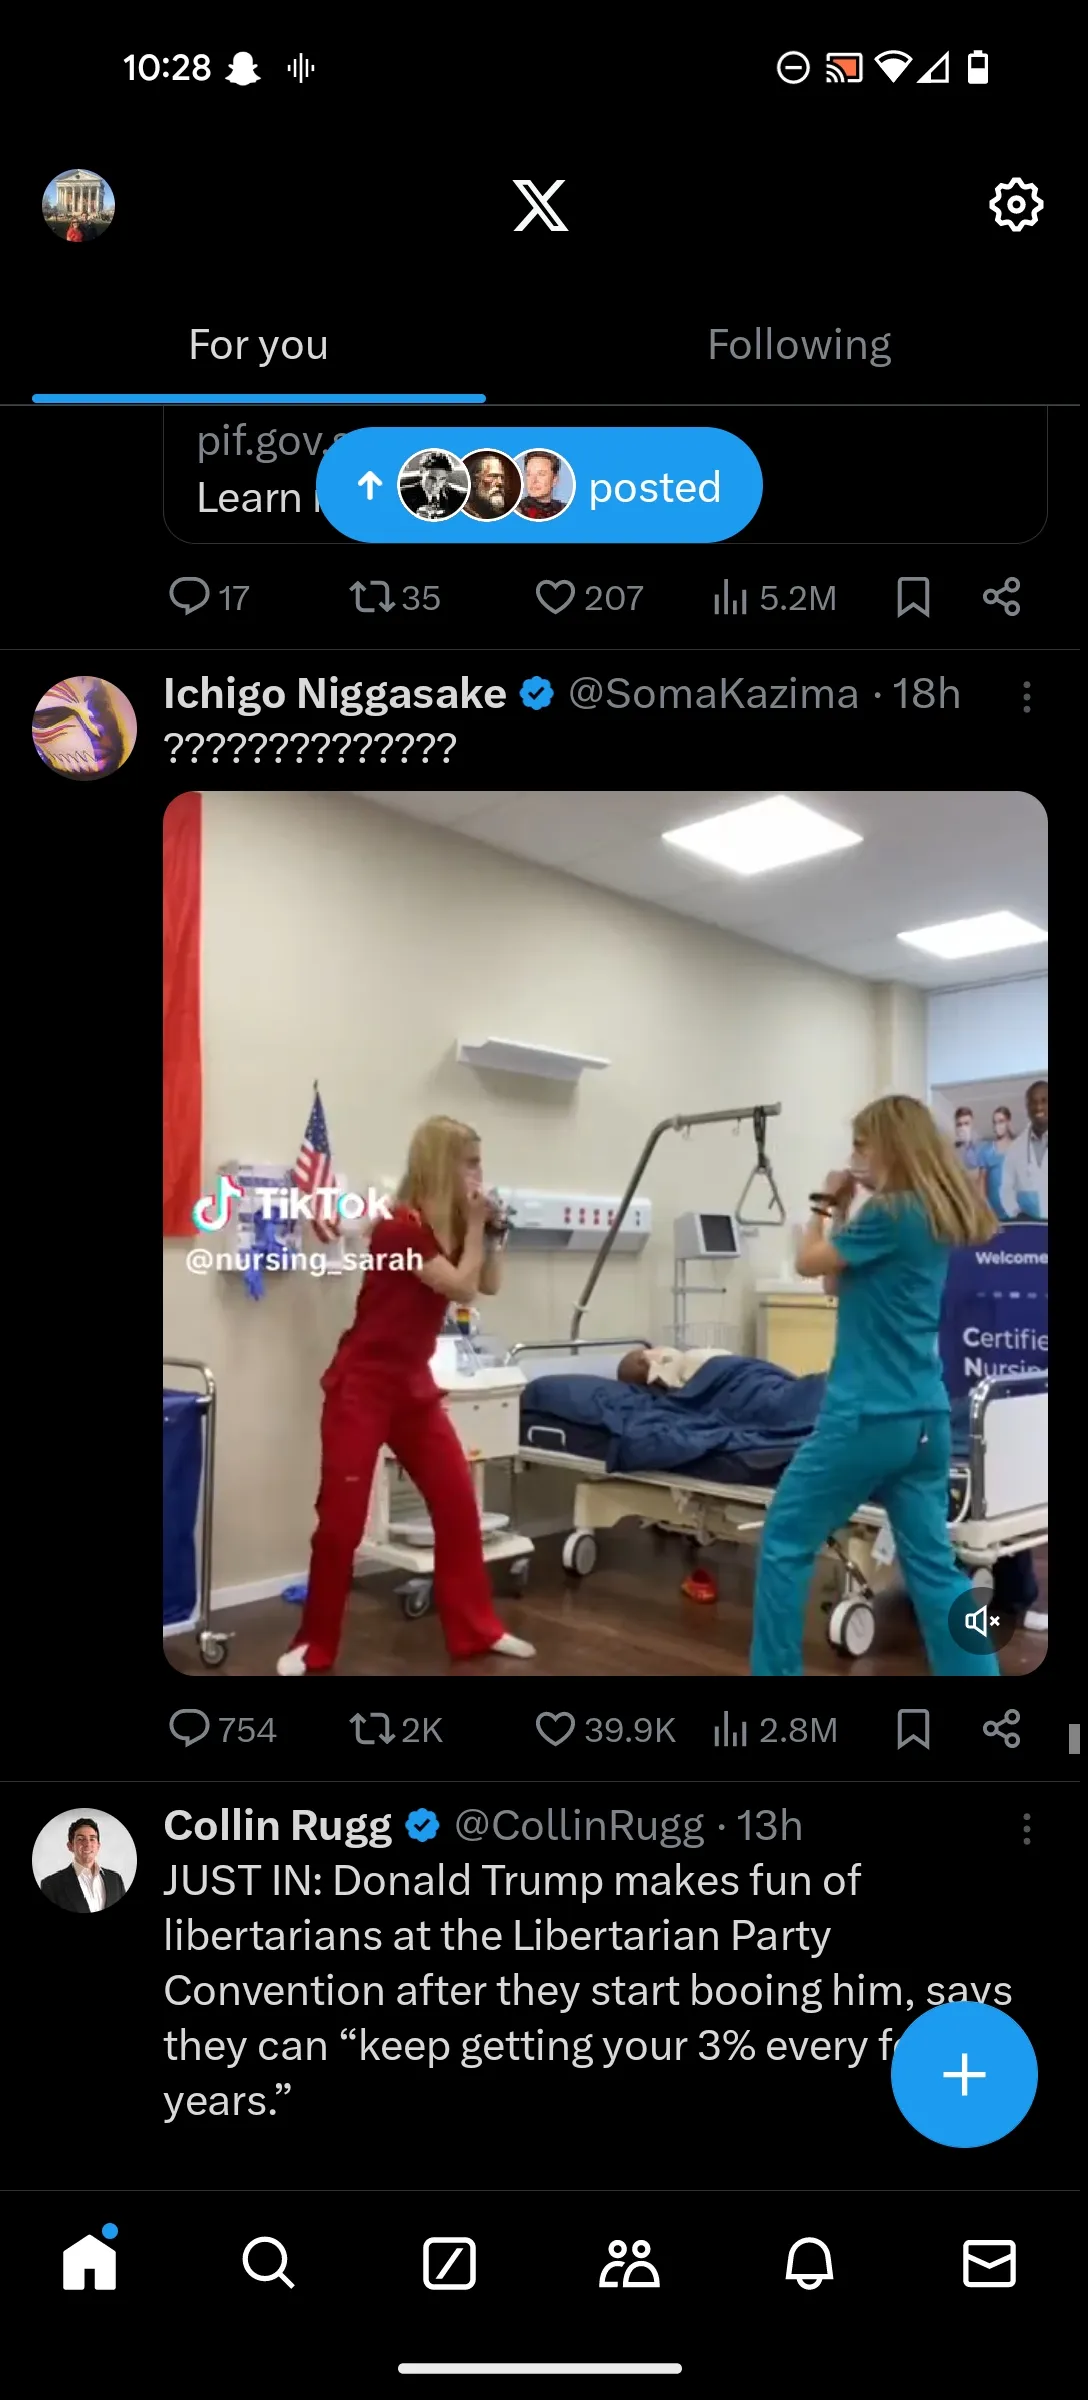 10:28
For you
Following
pif.gov.
Learn
posted
17
35
207
5.2M
Ichigo Niggasake @SomaKazima · 18h
??????????????
TikTok
@nursing_sarah
Welcome
Certifie
Nursin
754
2K
39.9K
2.8M
Collin Rugg @CollinRugg · 13h
JUST IN: Donald Trump makes fun of
libertarians at the Libertarian Party
Convention after they start booing him, says
they can “keep getting your 3% every f
years.”